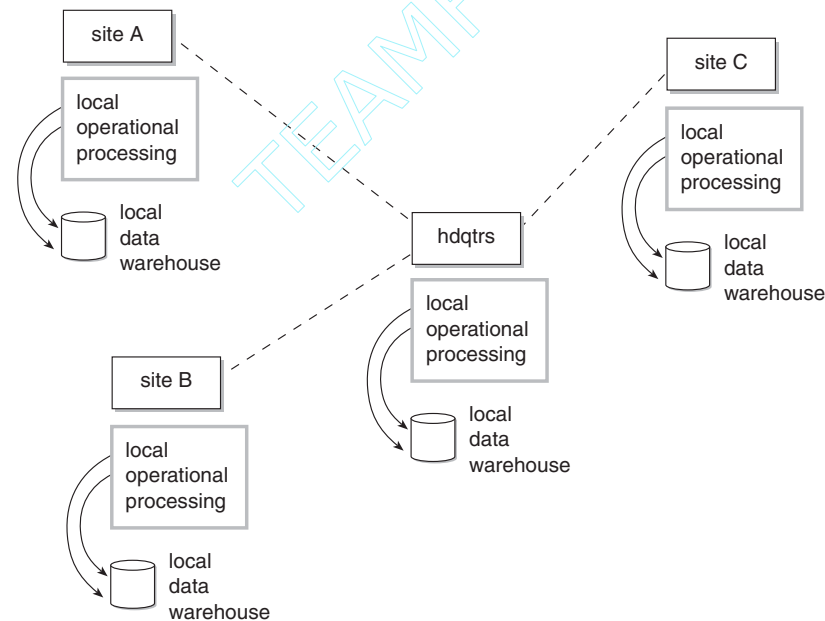 site A
local
operational
processing
local
data
warehouse
site C
local
operational
processing
local
data
warehouse
hdqtrs
local
operational
processing
local
data
warehouse
site B
local
operational
processing
local
data
warehouse